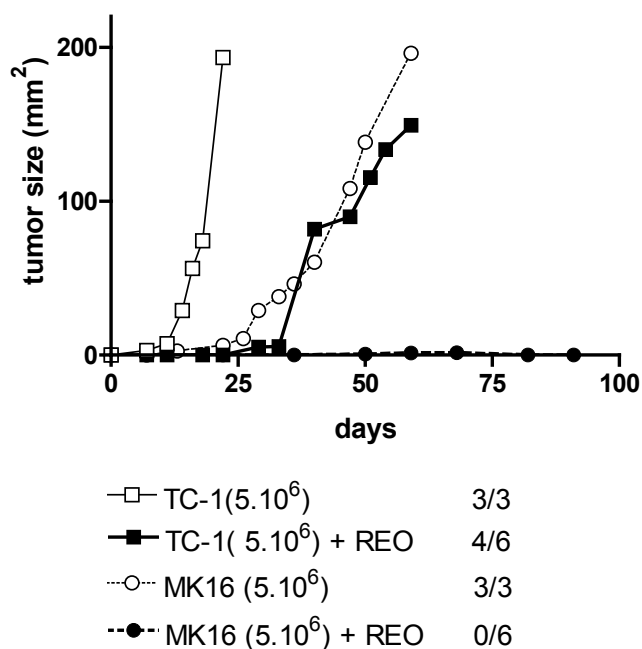 200
100
0
tumor size (mm²)
0 25 50 75 100
days
TC-1(5.10⁶) 3/3
TC-1( 5.10⁶) + REO 4/6
MK16 (5.10⁶) 3/3
MK16 (5.10⁶) + REO 0/6